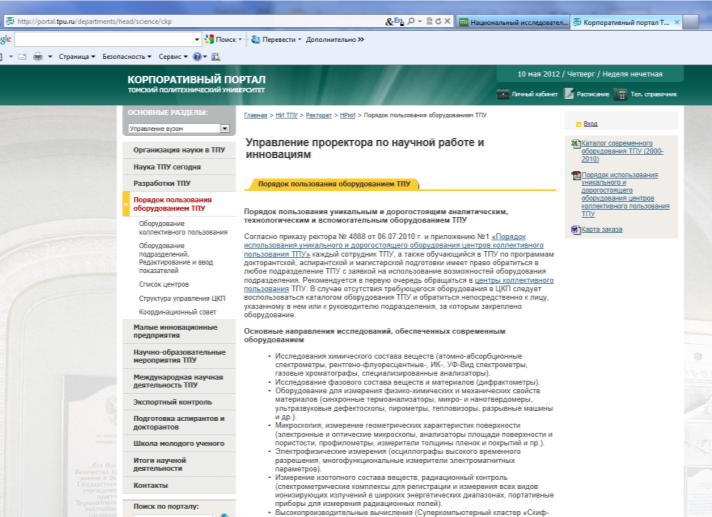 http://portal.tpu.ru/departments/head/science/ckp
Национальный исследовател...
Корпоративный портал Т...
gle
Поиск
Перевести
Дополнительно »
Страница
Безопасность
Сервис
КОРПОРАТИВНЫЙ ПОРТАЛ
ТОМСКИЙ ПОЛИТЕХНИЧЕСКИЙ УНИВЕРСИТЕТ
10 мая 2012 / Четверг / Неделя нечетная
Личный кабинет
Расписание
Тел. справочник
ОСНОВНЫЕ РАЗДЕЛЫ:
Управление вузом
Организация науки в ТПУ
Наука ТПУ сегодня
Разработки ТПУ
Порядок пользования
оборудованием ТПУ
Оборудование
коллективного пользования
Оборудование
подразделений.
Редактирование и ввод
показателей
Список центров
Структура управления ЦКП
Координационный совет
Малые инновационные
предприятия
Научно-образовательные
мероприятия ТПУ
Международная научная
деятельность ТПУ
Экспортный контроль
Подготовка аспирантов и
докторантов
Школа молодого ученого
Итоги научной
деятельности
Контакты
Поиск по порталу:
Главная > НИ ТПУ > Ректорат > НРиИ > Порядок пользования оборудованием ТПУ
Управление проректора по научной работе и
инновациям
Порядок пользования оборудованием ТПУ
Порядок пользования уникальным и дорогостоящим аналитическим,
технологическим и вспомогательным оборудованием ТПУ
Согласно приказу ректора № 4888 от 06.07.2010 г. и приложению №1 «Порядок
использования уникального и дорогостоящего оборудования центров коллективного
пользования ТПУ» каждый сотрудник ТПУ, а также обучающийся в ТПУ по программам
докторантской, аспирантской и магистерской подготовки имеет право обратиться в
любое подразделение ТПУ с заявкой на использование возможностей оборудования
подразделения. Рекомендуется в первую очередь обращаться в центры коллективного
пользования ТПУ. В случае отсутствия требующегося оборудования в ЦКП следует
воспользоваться каталогом оборудования ТПУ и обратиться непосредственно к лицу,
указанному в нем или к руководителю подразделения, за которым закреплено
оборудование.
Основные направления исследований, обеспеченных современным
оборудованием
• Исследования химического состава веществ (атомно-абсорбционные
спектрометры, рентгено-флуоресцентные-, ИК-, УФ-Вид спектрометры,
газовые хроматографы, специализированные анализаторы).
• Исследование фазового состава веществ и материалов (дифрактометры).
• Оборудование для измерения физико-химических и механических свойств
материалов (синхронные термоанализаторы, микро- и нанотвердомеры,
ультразвуковые дефектоскопы, пирометры, тепловизоры, разрывные машины
и др.).
• Микроскопия, измерение геометрических характеристик поверхности
(электронные и оптические микроскопы, анализаторы площади поверхности и
пористости, профилометры, измерители толщины пленок и покрытий и пр.).
• Электрофизические измерения (осциллографы высокого временного
разрешения, многофункциональные измерители электромагнитных
параметров).
• Измерение изотопного состава веществ, радиационный контроль
(спектрометрические комплексы для регистрации и измерения всех видов
ионизирующих излучений в широких энергетических диапазонах, портативные
приборы для измерения радиационных полей).
• Высокопроизводительные вычисления (Суперкомпьютерный кластер «Скиф-
Вход
Каталог современного
оборудования ТПУ (2000-
2010)
Порядок использования
уникального и
дорогостоящего
оборудования центров
коллективного пользования
ТПУ
Карта заказа